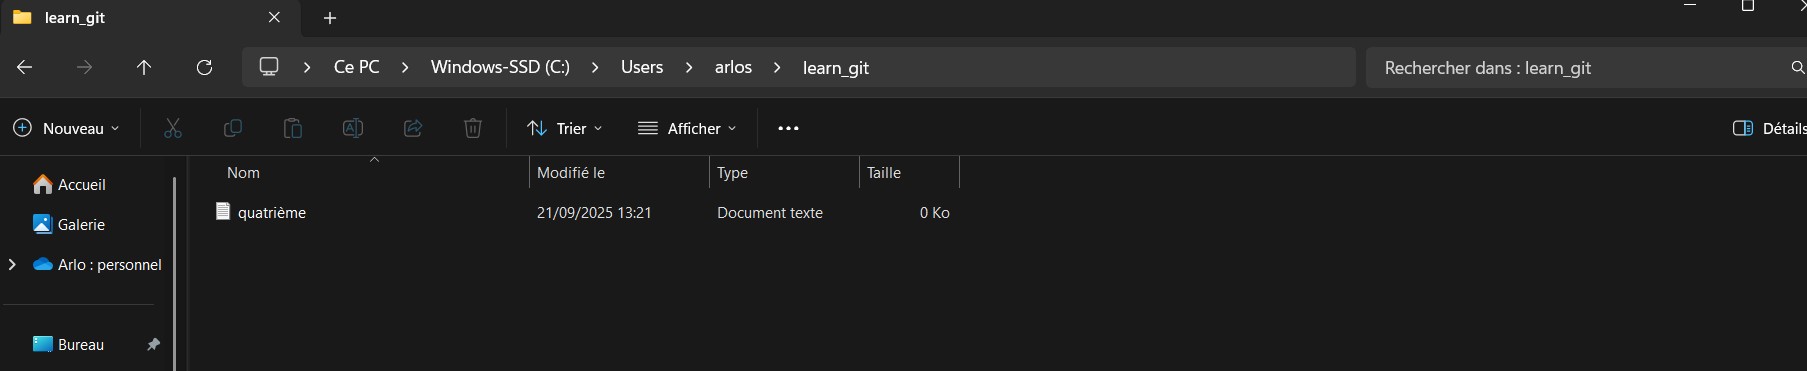 learn_git
Ce PC > Windows-SSD (C:) > Users > arlos > learn_git
Rechercher dans : learn_git
Nouveau
Trier
Afficher
Détails
Nom Modifié le Type Taille
quatrième 21/09/2025 13:21 Document texte 0 Ko
Accueil
Galerie
Arlo : personnel
Bureau